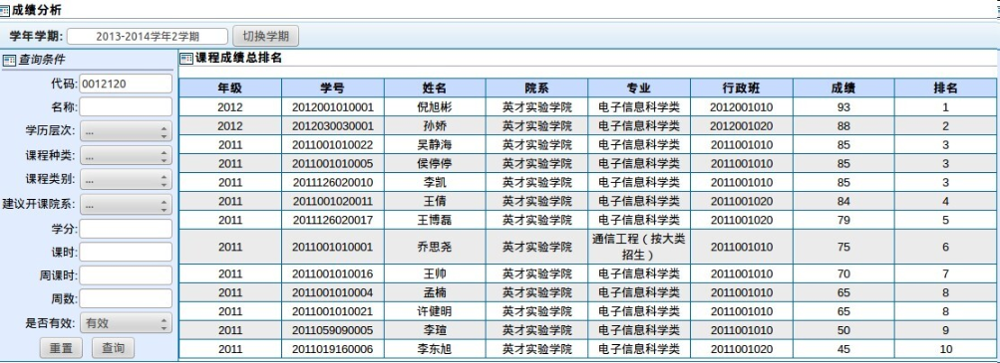 成绩分析
学年学期: 2013-2014学年2学期 切换学期
查询条件
代码: 0012120
名称:
学历层次: ...
课程种类: ...
课程类别: ...
建议开课院系: ...
学分:
课时:
周课时:
周数:
是否有效: 有效
重置 查询
课程成绩总排名
年级 学号 姓名 院系 专业 行政班 成绩 排名
2012 2012001010001 倪旭彬 英才实验学院 电子信息科学类 2012001010 93 1
2012 2012030030001 孙娇 英才实验学院 电子信息科学类 2012001020 88 2
2011 2011001010022 吴静海 英才实验学院 电子信息科学类 2011001010 85 3
2011 2011001010005 侯停停 英才实验学院 电子信息科学类 2011001010 85 3
2011 2011126020010 李凯 英才实验学院 电子信息科学类 2011001010 85 3
2011 2011001020011 王倩 英才实验学院 电子信息科学类 2011001020 84 4
2011 2011126020017 王博磊 英才实验学院 电子信息科学类 2011001020 79 5
2011 2011001010001 乔思尧 英才实验学院 通信工程（按大类招生） 2011001010 75 6
2011 2011001010016 王帅 英才实验学院 电子信息科学类 2011001010 70 7
2011 2011001010004 孟楠 英才实验学院 电子信息科学类 2011001010 65 8
2011 2011001010021 许健明 英才实验学院 电子信息科学类 2011001010 65 8
2011 2011059090005 李瑄 英才实验学院 电子信息科学类 2011001010 50 9
2011 2011019160006 李东旭 英才实验学院 电子信息科学类 2011001020 45 10